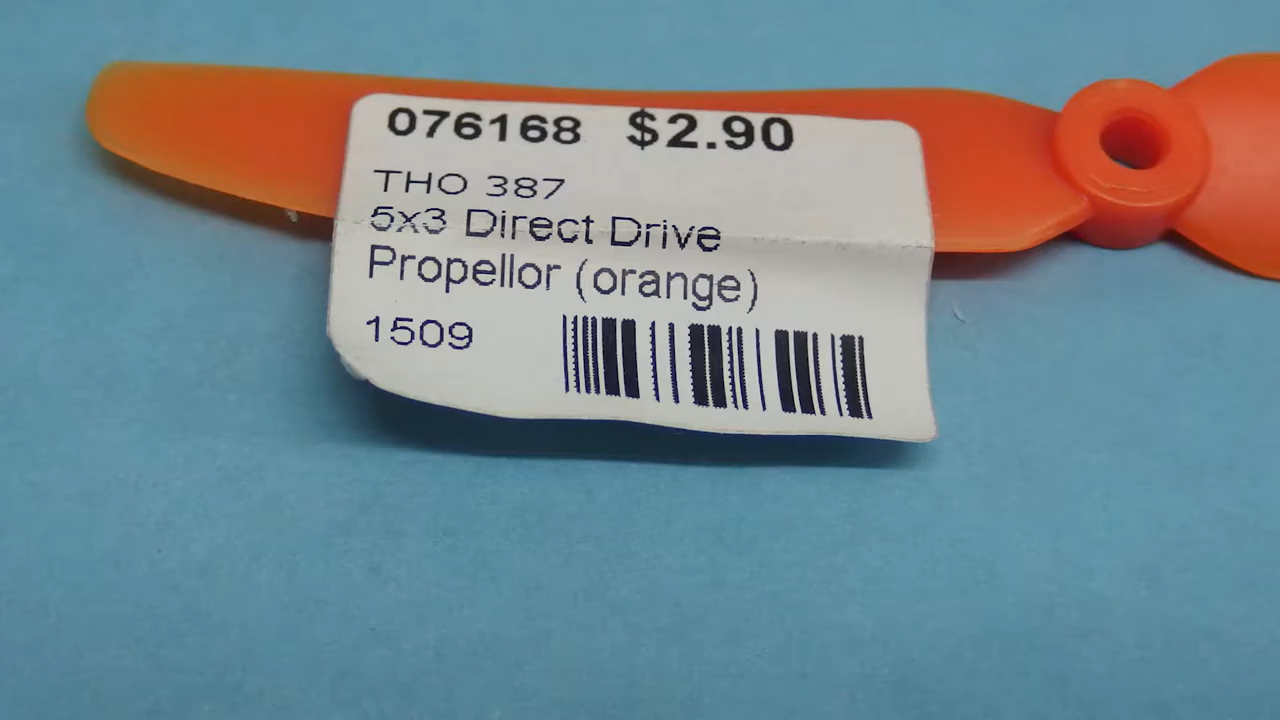 076168 $2.90
THO 387
5x3 Direct Drive
Propellor (orange)
1509